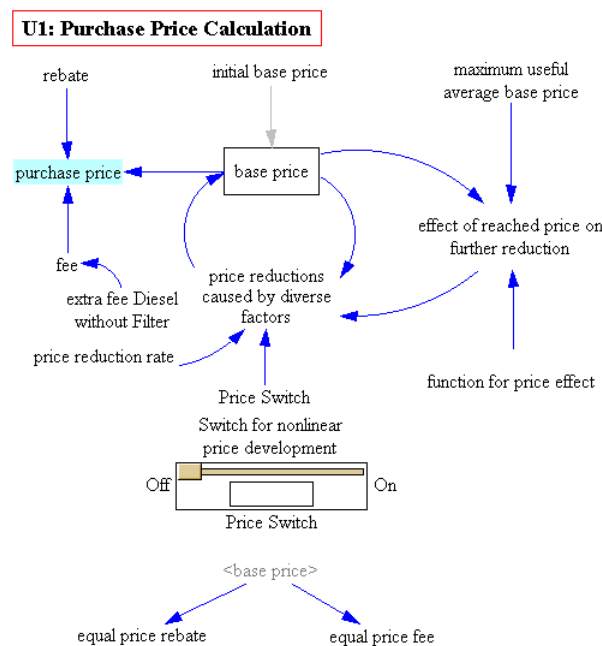 U1: Purchase Price Calculation
rebate
initial base price
maximum useful
average base price
purchase price
base price
effect of reached price on
further reduction
fee
extra fee Diesel
without Filter
price reductions
caused by diverse
factors
price reduction rate
function for price effect
Price Switch
Switch for nonlinear
price development
Off
On
Price Switch
<base price>
equal price rebate
equal price fee